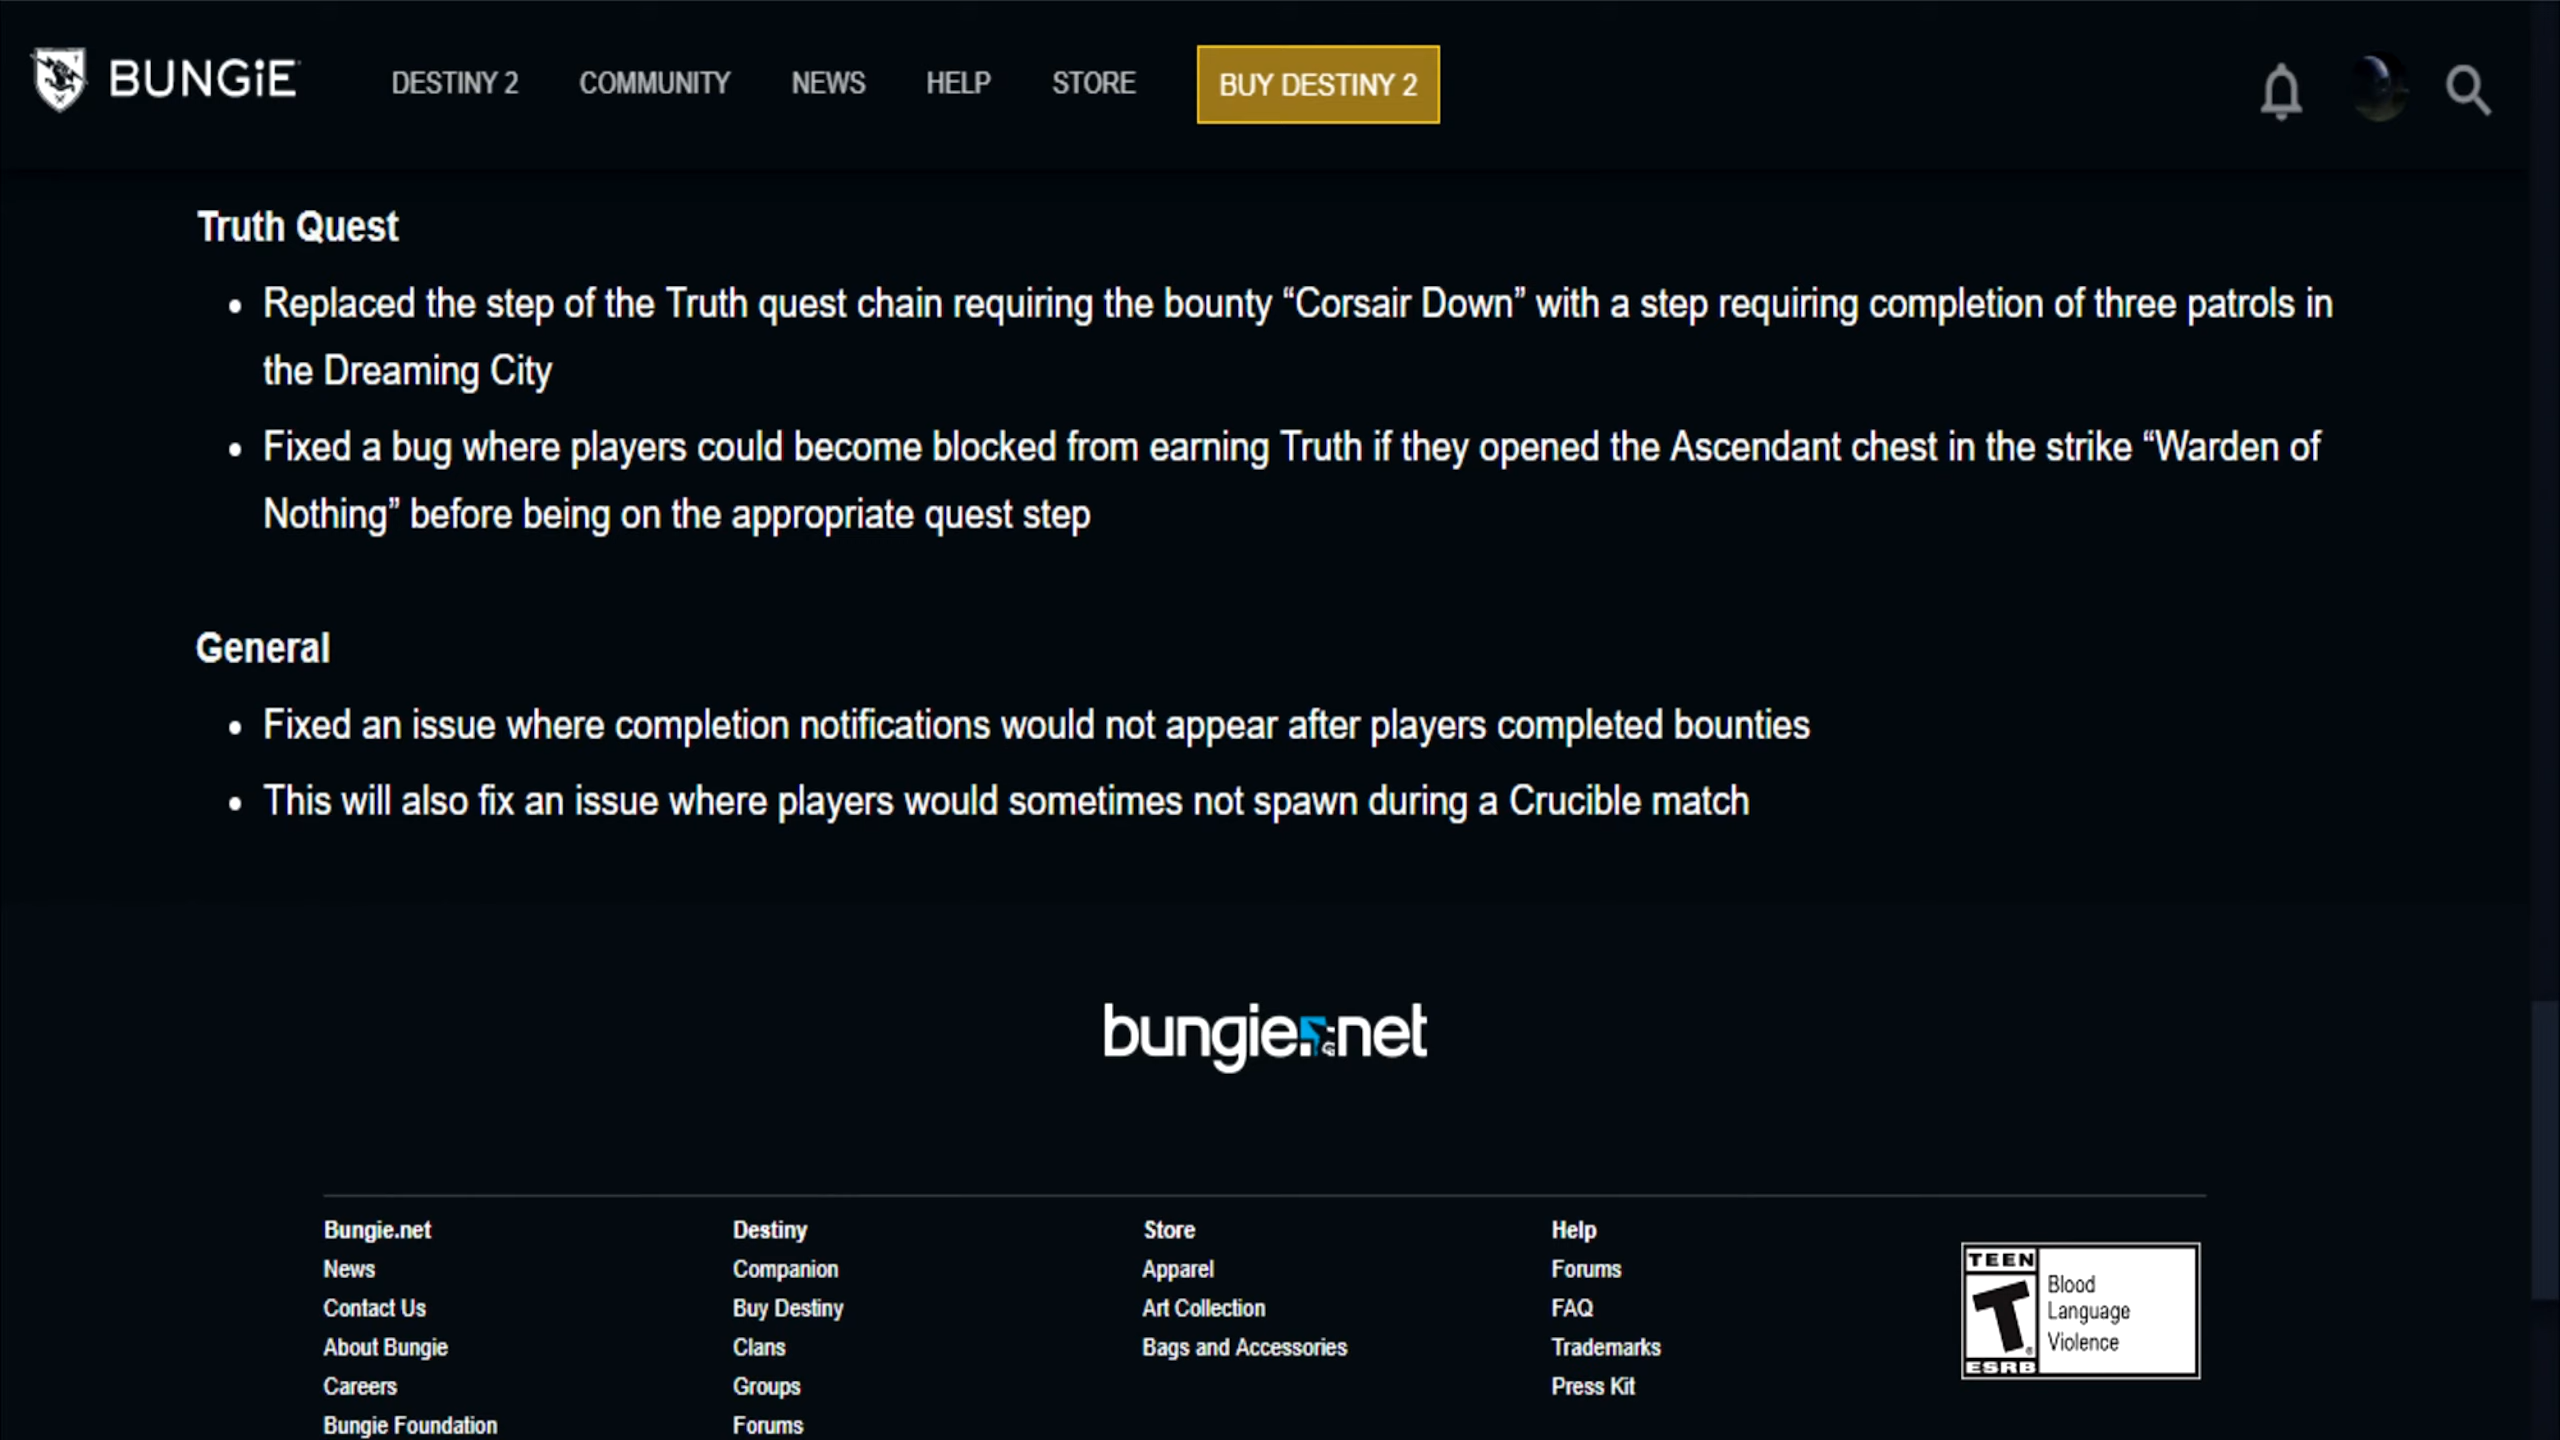 BUNGiE DESTINY 2 COMMUNITY NEWS HELP STORE BUY DESTINY 2
Truth Quest
• Replaced the step of the Truth quest chain requiring the bounty “Corsair Down” with a step requiring completion of three patrols in
the Dreaming City
• Fixed a bug where players could become blocked from earning Truth if they opened the Ascendant chest in the strike “Warden of
Nothing” before being on the appropriate quest step
General
• Fixed an issue where completion notifications would not appear after players completed bounties
• This will also fix an issue where players would sometimes not spawn during a Crucible match
bungie.net
Bungie.net
News
Contact Us
About Bungie
Careers
Bungie Foundation
Destiny
Companion
Buy Destiny
Clans
Groups
Forums
Store
Apparel
Art Collection
Bags and Accessories
Help
Forums
FAQ
Trademarks
Press Kit
TEEN
T
ESRB
Blood
Language
Violence